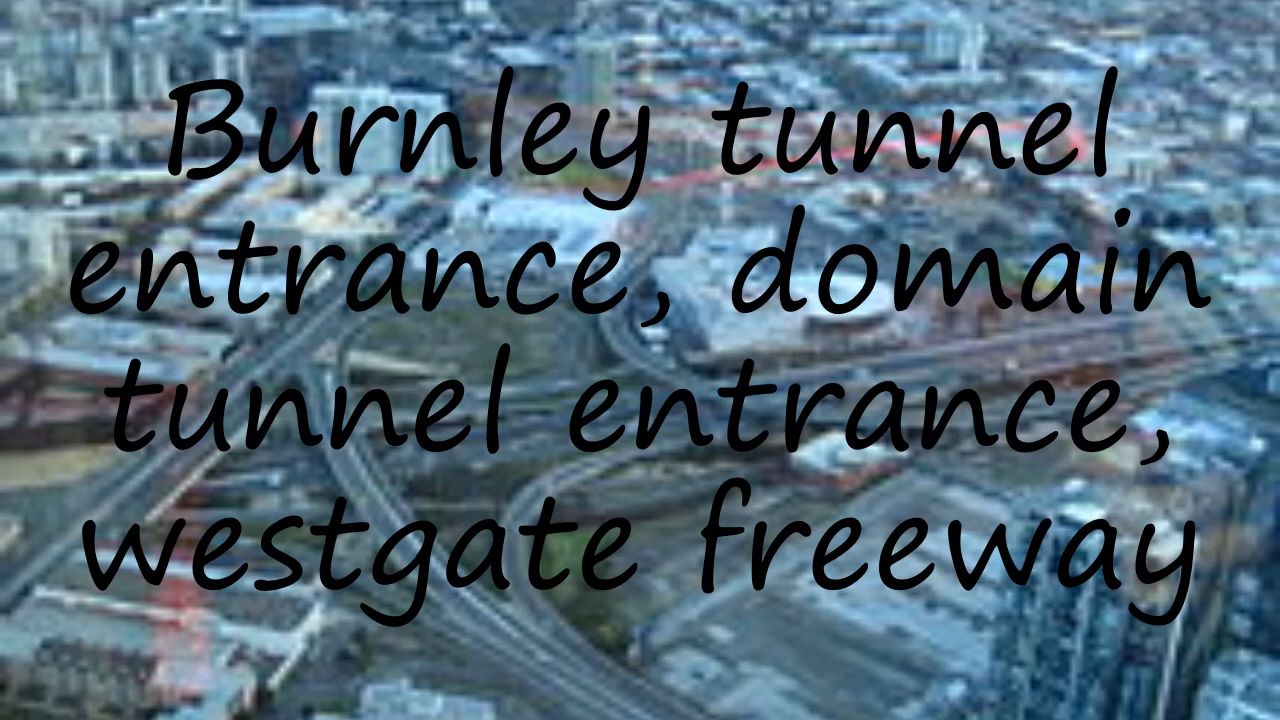 Burnley tunnel
entrance, domain
tunnel entrance,
westgate freeway